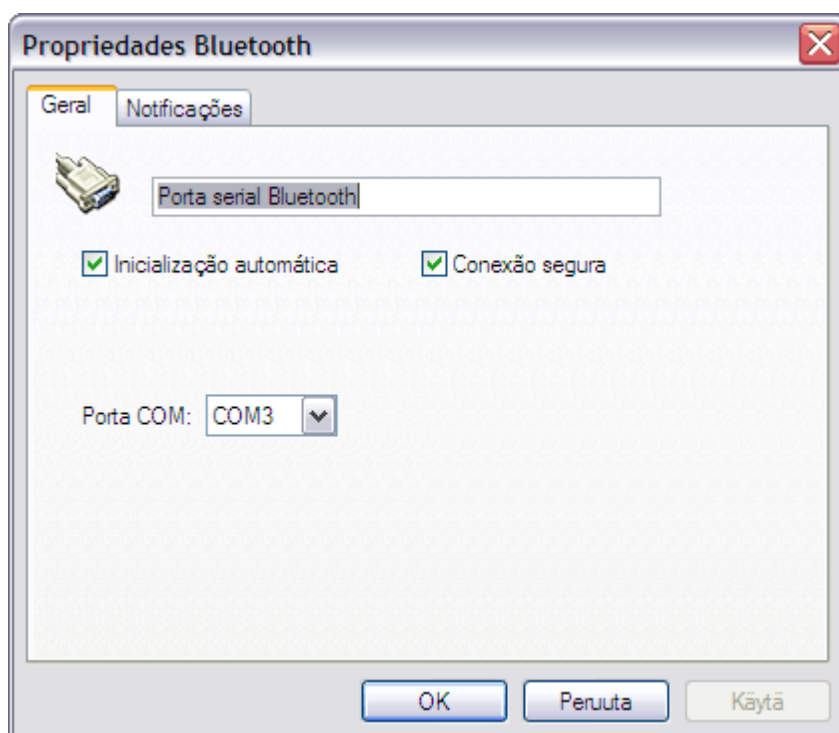 Propriedades Bluetooth
Geral Notificações
Porta serial Bluetooth
Inicialização automática Conexão segura
Porta COM: COM3
OK Peruuta Käytä